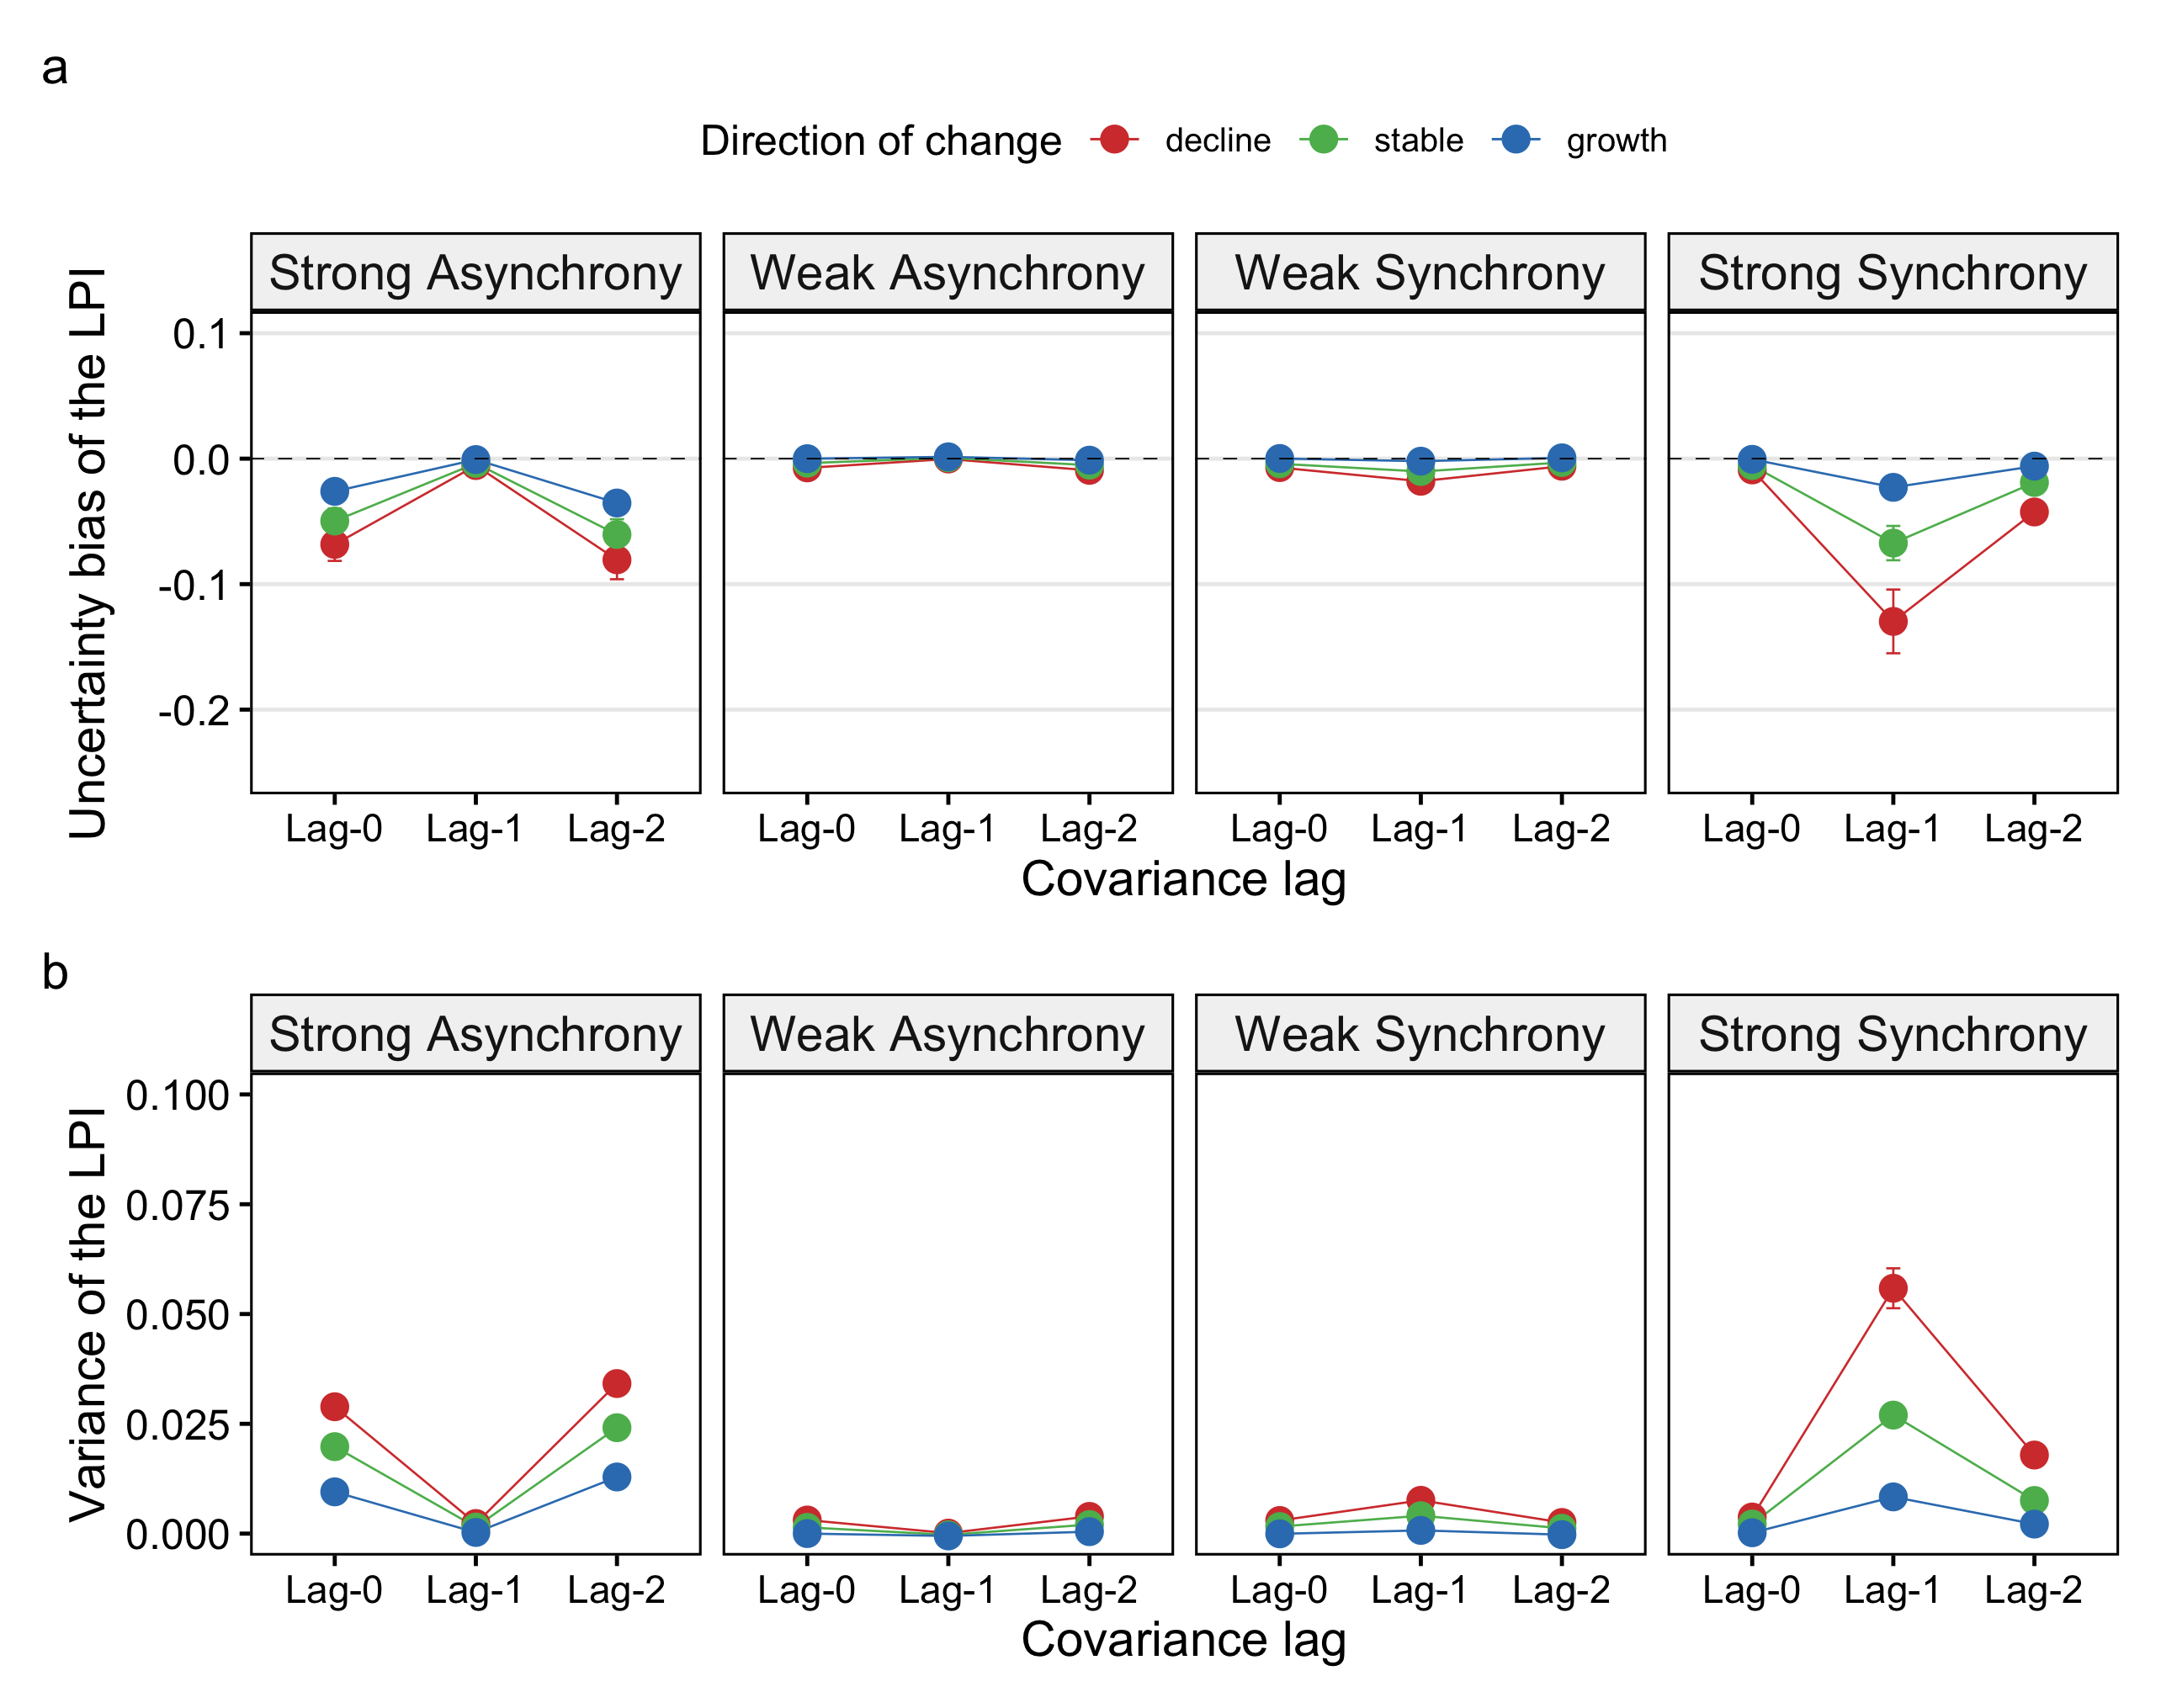 a
Direction of change decline stable growth
Uncertainty bias of the LPI
Strong Asynchrony Weak Asynchrony Weak Synchrony Strong Synchrony
0.1
0.0
-0.1
-0.2
Lag-0 Lag-1 Lag-2 Lag-0 Lag-1 Lag-2 Lag-0 Lag-1 Lag-2 Lag-0 Lag-1 Lag-2
Covariance lag
b
Variance of the LPI
Strong Asynchrony Weak Asynchrony Weak Synchrony Strong Synchrony
0.100
0.075
0.050
0.025
0.000
Lag-0 Lag-1 Lag-2 Lag-0 Lag-1 Lag-2 Lag-0 Lag-1 Lag-2 Lag-0 Lag-1 Lag-2
Covariance lag